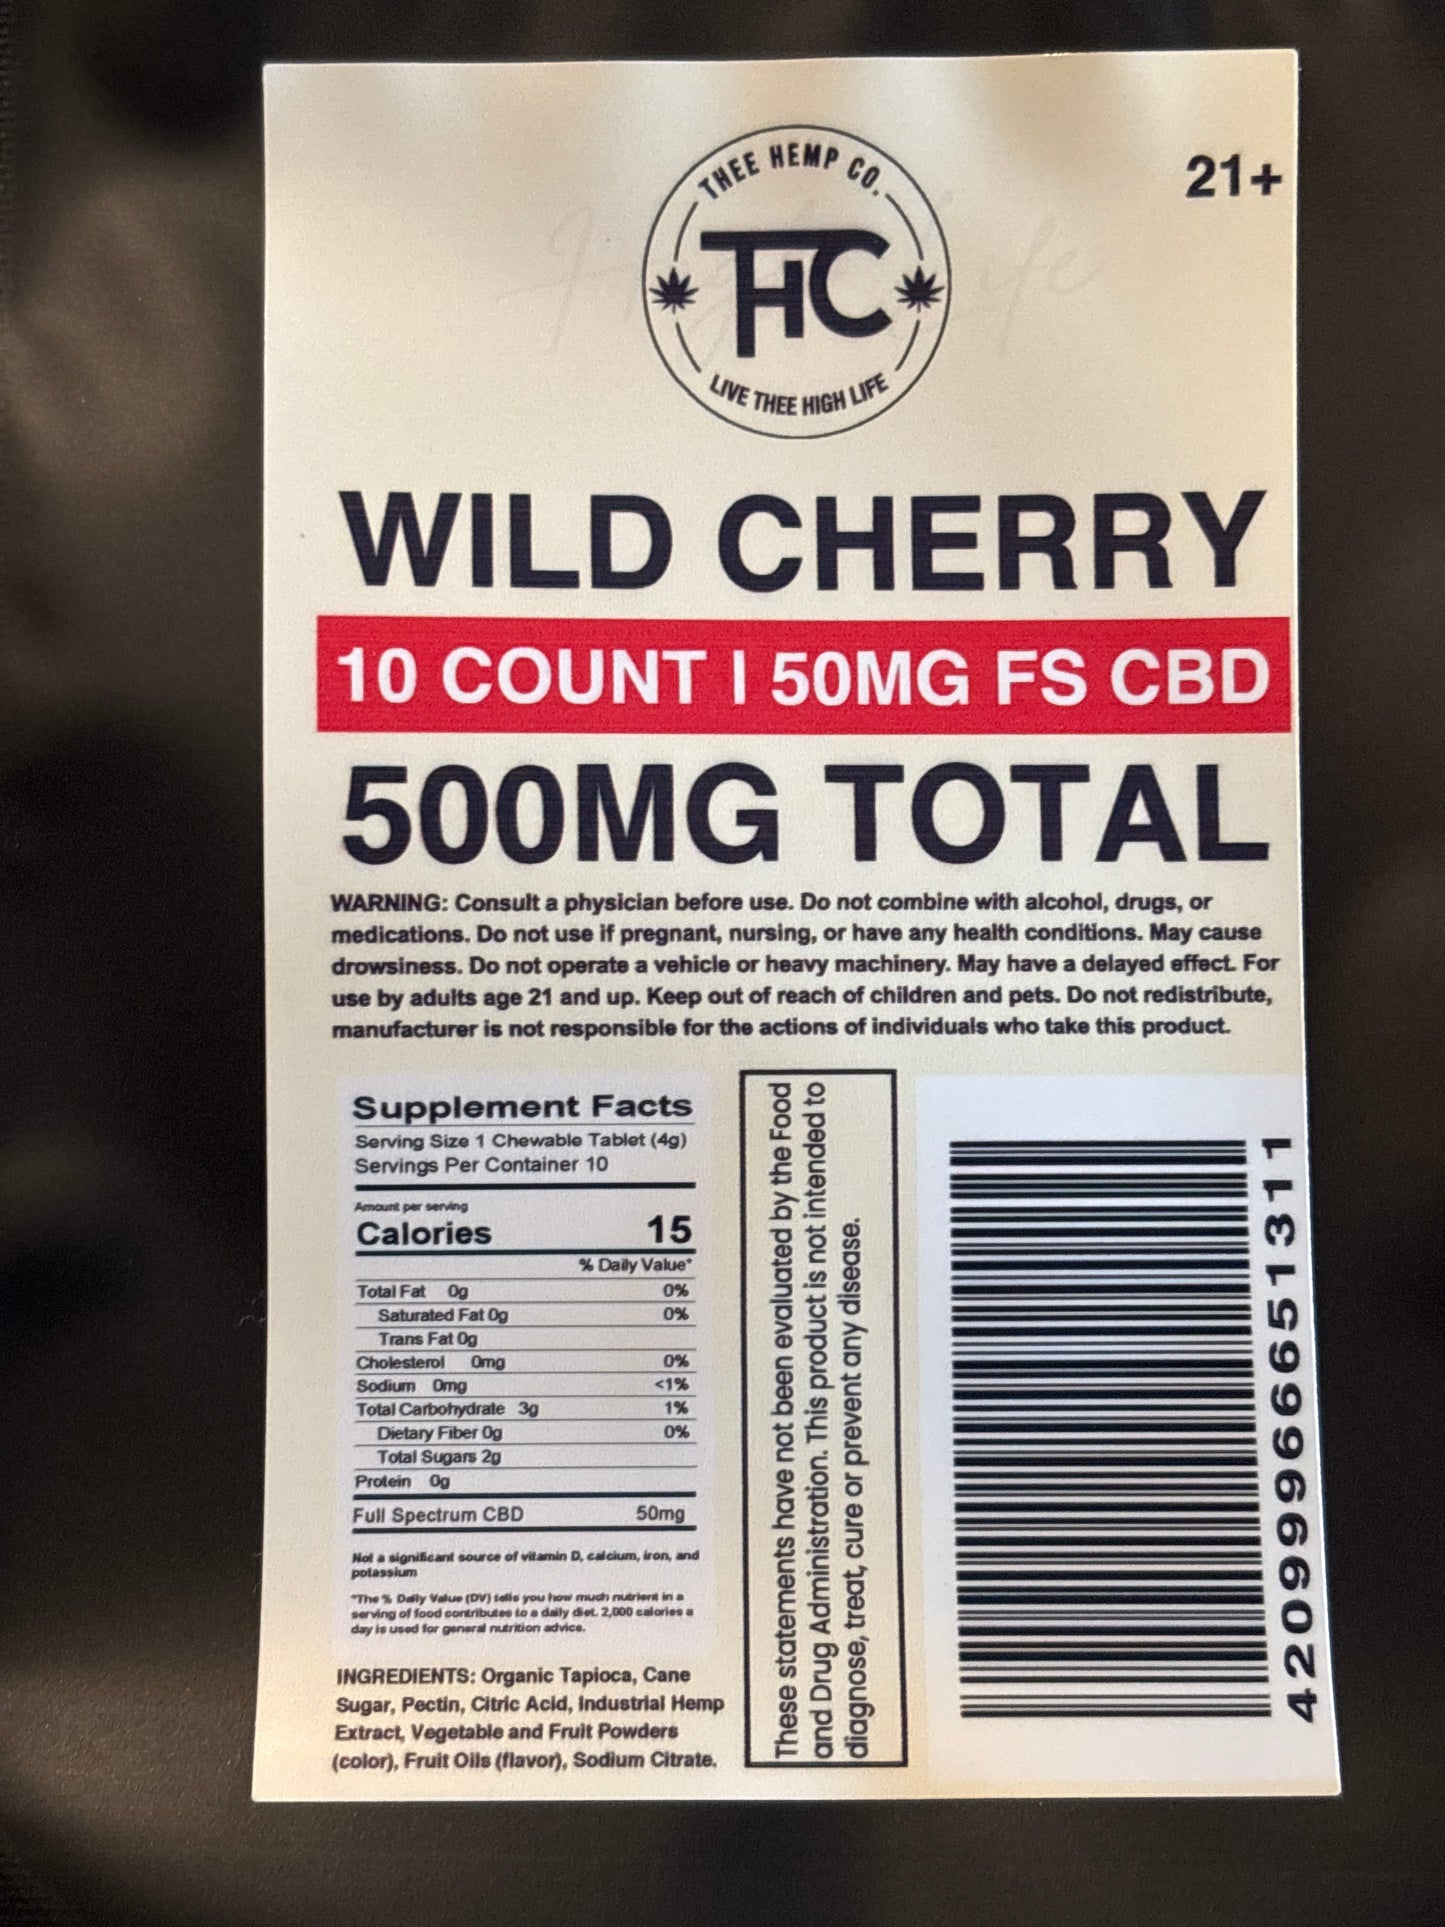 THEE HEMP CO.
21+
High Life
THC
LIVE THEE HIGH LIFE
WILD CHERRY
10 COUNT | 50MG FS CBD
500MG TOTAL
WARNING: Consult a physician before use. Do not combine with alcohol, drugs, or
medications. Do not use if pregnant, nursing, or have any health conditions. May cause
drowsiness. Do not operate a vehicle or heavy machinery. May have a delayed effect. For
use by adults age 21 and up. Keep out of reach of children and pets. Do not redistribute,
manufacturer is not responsible for the actions of individuals who take this product.
Supplement Facts
Serving Size 1 Chewable Tablet (4g)
Servings Per Container 10
Amount per serving
Calories 15
% Daily Value*
Total Fat 0g 0%
Saturated Fat 0g 0%
Trans Fat 0g
Cholesterol 0mg 0%
Sodium 0mg <1%
Total Carbohydrate 3g 1%
Dietary Fiber 0g 0%
Total Sugars 2g
Protein 0g
Full Spectrum CBD 50mg
Not a significant source of vitamin D, calcium, iron, and
potassium
*The % Daily Value (DV) tells you how much nutrient in a
serving of food contributes to a daily diet. 2,000 calories a
day is used for general nutrition advice.
INGREDIENTS: Organic Tapioca, Cane
Sugar, Pectin, Citric Acid, Industrial Hemp
Extract, Vegetable and Fruit Powders
(color), Fruit Oils (flavor), Sodium Citrate.
These statements have not been evaluated by the Food
and Drug Administration. This product is not intended to
diagnose, treat, cure or prevent any disease.
4209996651311